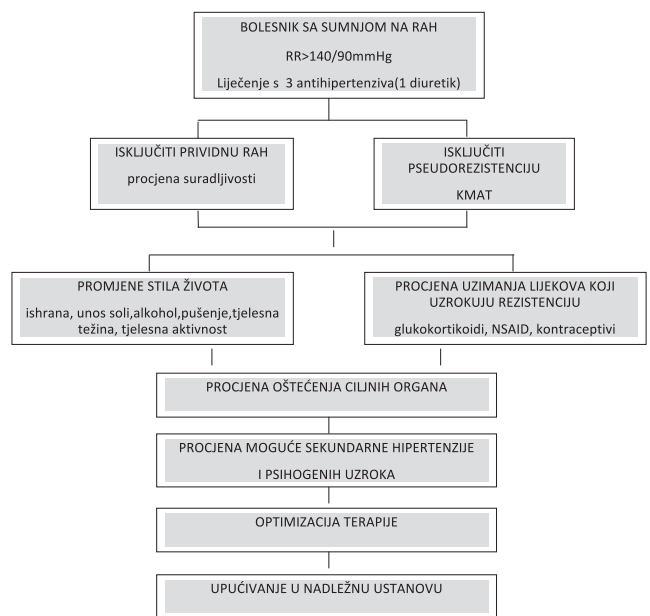 BOLESNIK SA SUMNJOM NA RAH
RR>140/90mmHg
Liječenje s 3 antihipertenziva(1 diuretik)
ISKLJUČITI PRIVIDNU RAH
procjena suradljivosti
ISKLJUČITI
PSEUDOREZISTENCIJU
KMAT
PROMJENE STILA ŽIVOTA
ishrana, unos soli,alkohol,pušenje,tjelesna
težina, tjelesna aktivnost
PROCJENA UZIMANJA LIJEKOVA KOJI
UZROKUJU REZISTENCIJU
glukokortikoidi, NSAID, kontraceptivi
PROCJENA OŠTEĆENJA CILJNIH ORGANA
PROCJENA MOGUĆE SEKUNDARNE HIPERTENZIJE
I PSIHOGENIH UZROKA
OPTIMIZACIJA TERAPIJE
UPUĆIVANJE U NADLEŽNU USTANOVU